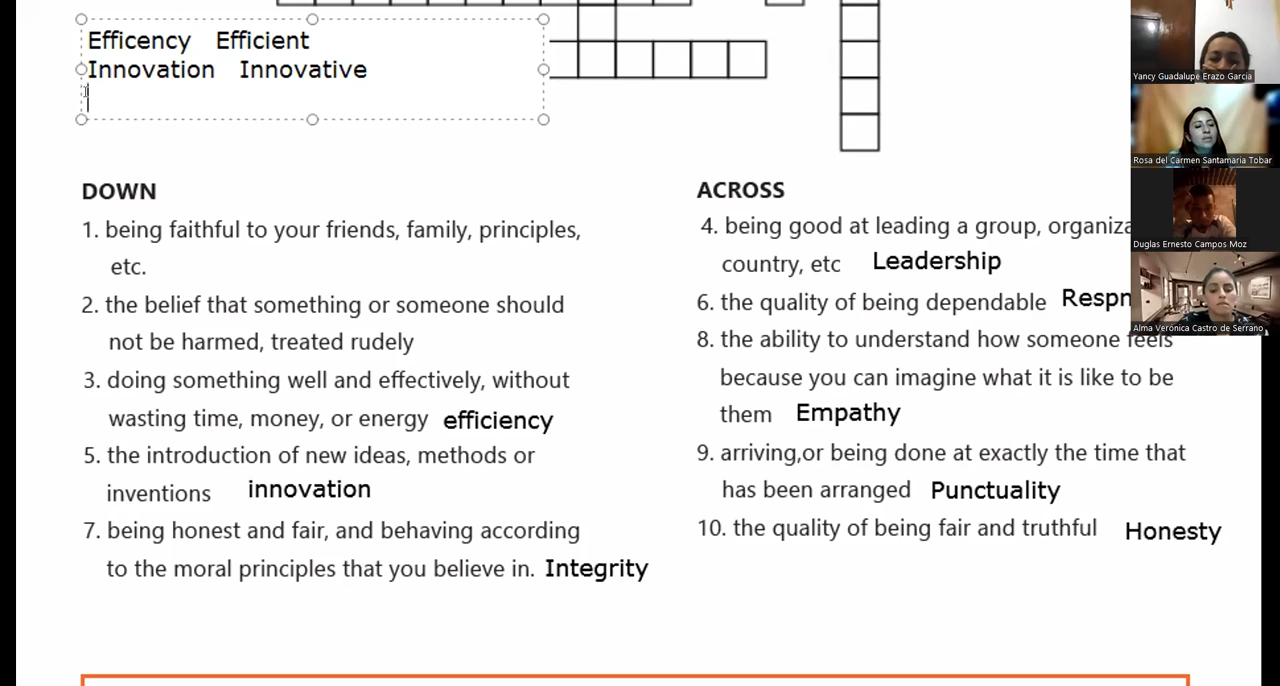 Efficency Efficient
Innovation Innovative
DOWN
1. being faithful to your friends, family, principles,
etc.
2. the belief that something or someone should
not be harmed, treated rudely
3. doing something well and effectively, without
wasting time, money, or energy efficiency
5. the introduction of new ideas, methods or
inventions innovation
7. being honest and fair, and behaving according
to the moral principles that you believe in. Integrity
ACROSS
4. being good at leading a group, organiza
country, etc Leadership
6. the quality of being dependable Respn
8. the ability to understand how someone feels
because you can imagine what it is like to be
them Empathy
9. arriving,or being done at exactly the time that
has been arranged Punctuality
10. the quality of being fair and truthful Honesty
Yancy Guadalupe Erazo Garcia
Rosa del Carmen Santamaria Tobar
Duglas Ernesto Campos Moz
Alma Verónica Castro de Serrano